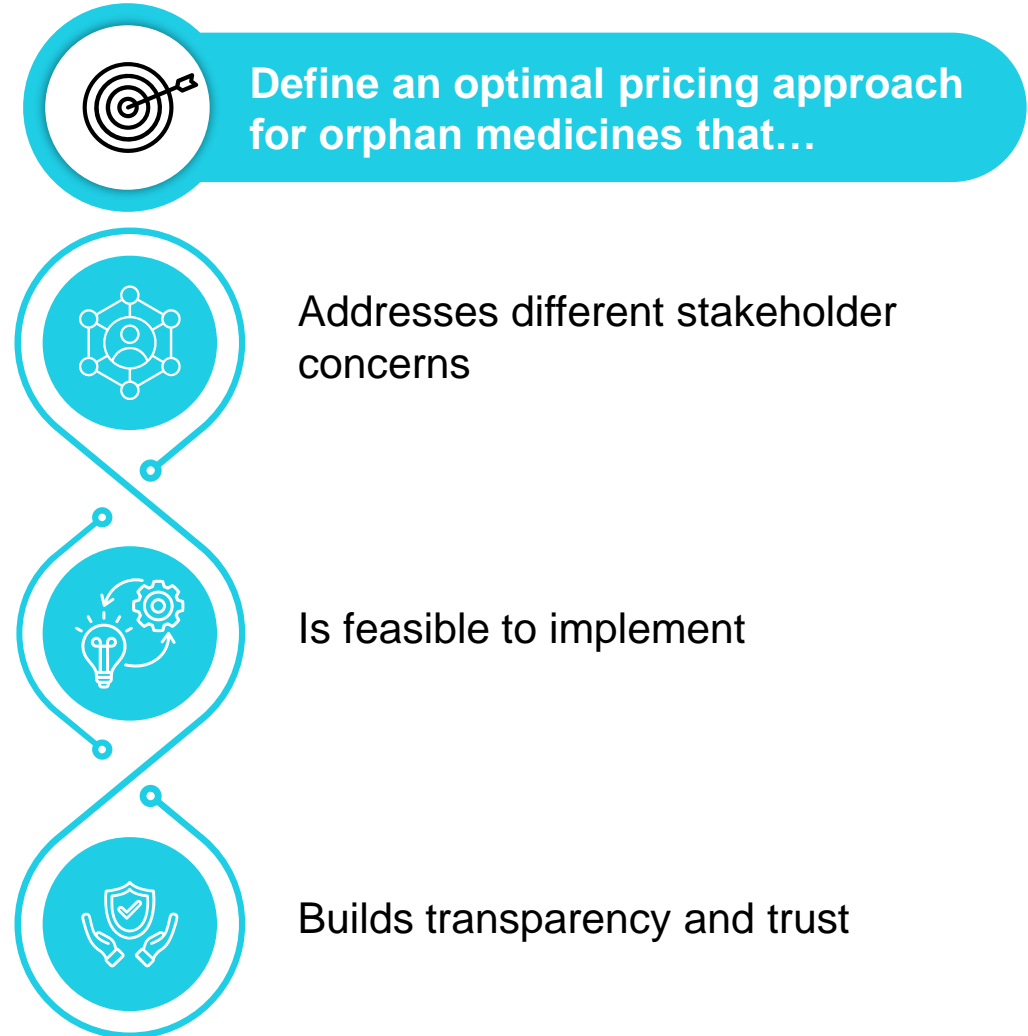 Define an optimal pricing approach
for orphan medicines that…
Addresses different stakeholder
concerns
Is feasible to implement
Builds transparency and trust